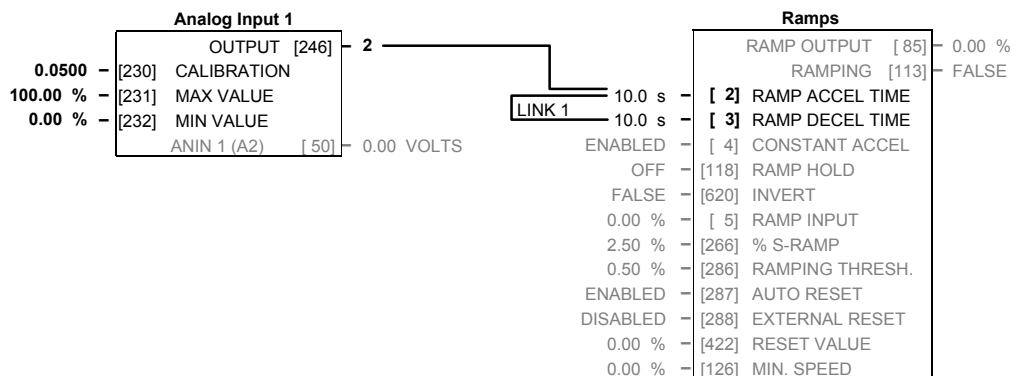 Analog Input 1
OUTPUT [246] – 2
0.0500 – [230] CALIBRATION
100.00 % – [231] MAX VALUE
0.00 % – [232] MIN VALUE
ANIN 1 (A2) [ 50] – 0.00 VOLTS
LINK 1
Ramps
RAMP OUTPUT [ 85] – 0.00 %
RAMPING [113] – FALSE
10.0 s – [ 2] RAMP ACCEL TIME
10.0 s – [ 3] RAMP DECEL TIME
ENABLED – [ 4] CONSTANT ACCEL
OFF – [118] RAMP HOLD
FALSE – [620] INVERT
0.00 % – [ 5] RAMP INPUT
2.50 % – [266] % S-RAMP
0.50 % – [286] RAMPING THRESH.
ENABLED – [287] AUTO RESET
DISABLED – [288] EXTERNAL RESET
0.00 % – [422] RESET VALUE
0.00 % – [126] MIN. SPEED